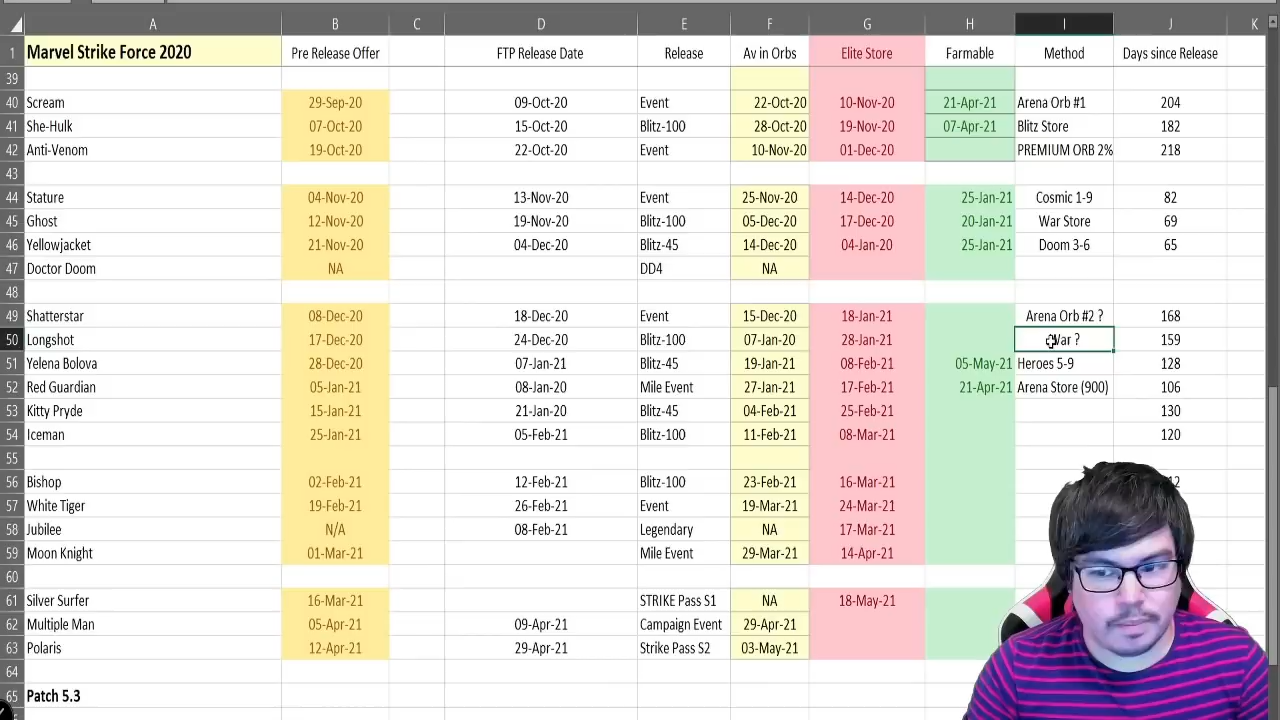 A B C D E F G H I J K
1 Marvel Strike Force 2020 Pre Release Offer FTP Release Date Release Av in Orbs Elite Store Farmable Method Days since Release
39
40 Scream 29-Sep-20 09-Oct-20 Event 22-Oct-20 10-Nov-20 21-Apr-21 Arena Orb #1 204
41 She-Hulk 07-Oct-20 15-Oct-20 Blitz-100 28-Oct-20 19-Nov-20 07-Apr-21 Blitz Store 182
42 Anti-Venom 19-Oct-20 22-Oct-20 Event 10-Nov-20 01-Dec-20 PREMIUM ORB 2% 218
43
44 Stature 04-Nov-20 13-Nov-20 Event 25-Nov-20 14-Dec-20 25-Jan-21 Cosmic 1-9 82
45 Ghost 12-Nov-20 19-Nov-20 Blitz-100 05-Dec-20 17-Dec-20 20-Jan-21 War Store 69
46 Yellowjacket 21-Nov-20 04-Dec-20 Blitz-45 14-Dec-20 04-Jan-20 25-Jan-21 Doom 3-6 65
47 Doctor Doom NA DD4 NA
48
49 Shatterstar 08-Dec-20 18-Dec-20 Event 15-Dec-20 18-Jan-21 Arena Orb #2 ? 168
50 Longshot 17-Dec-20 24-Dec-20 Blitz-100 07-Jan-20 28-Jan-21 War ? 159
51 Yelena Bolova 28-Dec-20 07-Jan-21 Blitz-45 19-Jan-21 08-Feb-21 05-May-21 Heroes 5-9 128
52 Red Guardian 05-Jan-21 08-Jan-20 Mile Event 27-Jan-21 17-Feb-21 21-Apr-21 Arena Store (900) 106
53 Kitty Pryde 15-Jan-21 21-Jan-20 Blitz-45 04-Feb-21 25-Feb-21 130
54 Iceman 25-Jan-21 05-Feb-21 Blitz-100 11-Feb-21 08-Mar-21 120
55
56 Bishop 02-Feb-21 12-Feb-21 Blitz-100 23-Feb-21 16-Mar-21
57 White Tiger 19-Feb-21 26-Feb-21 Event 19-Mar-21 24-Mar-21
58 Jubilee N/A 08-Feb-21 Legendary NA 17-Mar-21
59 Moon Knight 01-Mar-21 Mile Event 29-Mar-21 14-Apr-21
60
61 Silver Surfer 16-Mar-21 STRIKE Pass S1 NA 18-May-21
62 Multiple Man 05-Apr-21 09-Apr-21 Campaign Event 29-Apr-21
63 Polaris 12-Apr-21 29-Apr-21 Strike Pass S2 03-May-21
64
65 Patch 5.3